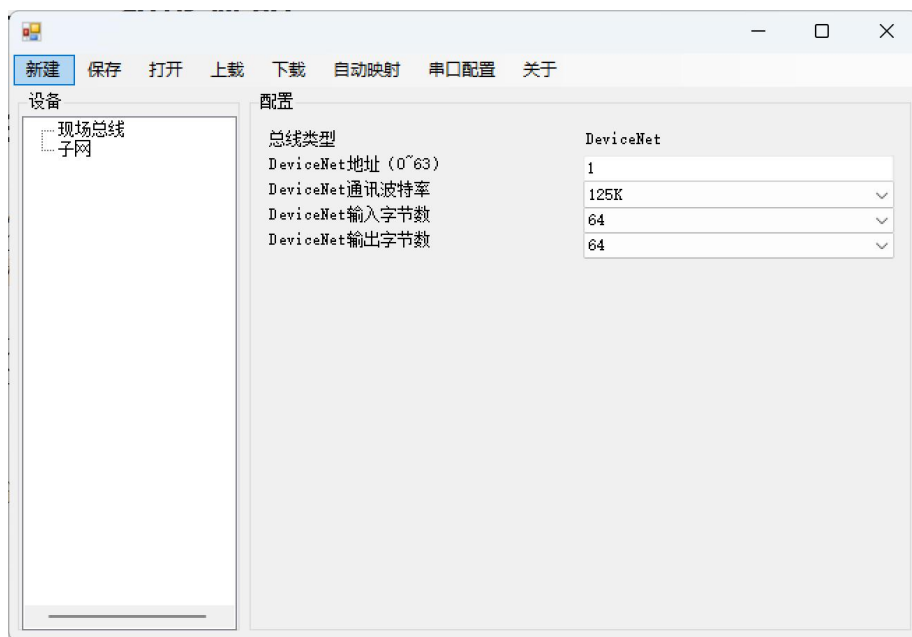 新建 保存 打开 上载 下载 自动映射 串口配置 关于
设备
现场总线
子网
配置
总线类型 DeviceNet
DeviceNet地址（0~63） 1
DeviceNet通讯波特率 125K
DeviceNet输入字节数 64
DeviceNet输出字节数 64